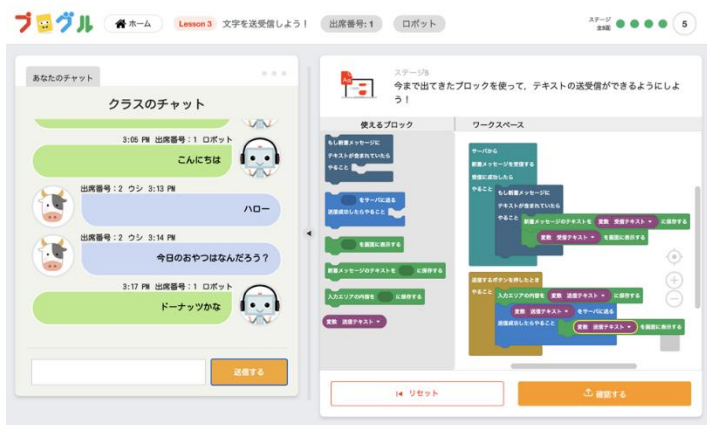 プログル
ホーム
Lesson 3 文字を送受信しよう！
出席番号: 1
ロボット
ステージ
全5面
5
あなたのチャット
クラスのチャット
3:05 PM 出席番号：1 ロボット
こんにちは
出席番号：2 ウシ 3:13 PM
ハロー
出席番号：2 ウシ 3:14 PM
今日のおやつはなんだろう？
3:17 PM 出席番号：1 ロボット
ドーナッツかな
送信する
ステージ5
今まで出てきたブロックを使って，テキストの送受信ができるようにしよ
う！
使えるブロック
もし新着メッセージに
テキストが含まれていたら
やること
をサーバに送る
送信成功したらやること
を画面に表示する
新着メッセージのテキストを に保存する
入力エリアの内容を に保存する
変数 送信テキスト
ワークスペース
サーバから
新着メッセージを受信する
受信に成功したら
やること
もし新着メッセージに
テキストが含まれていたら
やること
新着メッセージのテキストを 変数 受信テキスト に保存する
変数 受信テキスト を画面に表示する
送信するボタンを押したとき
やること
入力エリアの内容を 変数 送信テキスト に保存する
変数 送信テキスト をサーバに送る
送信成功したらやること
変数 送信テキスト を画面に表示する
リセット
確認する